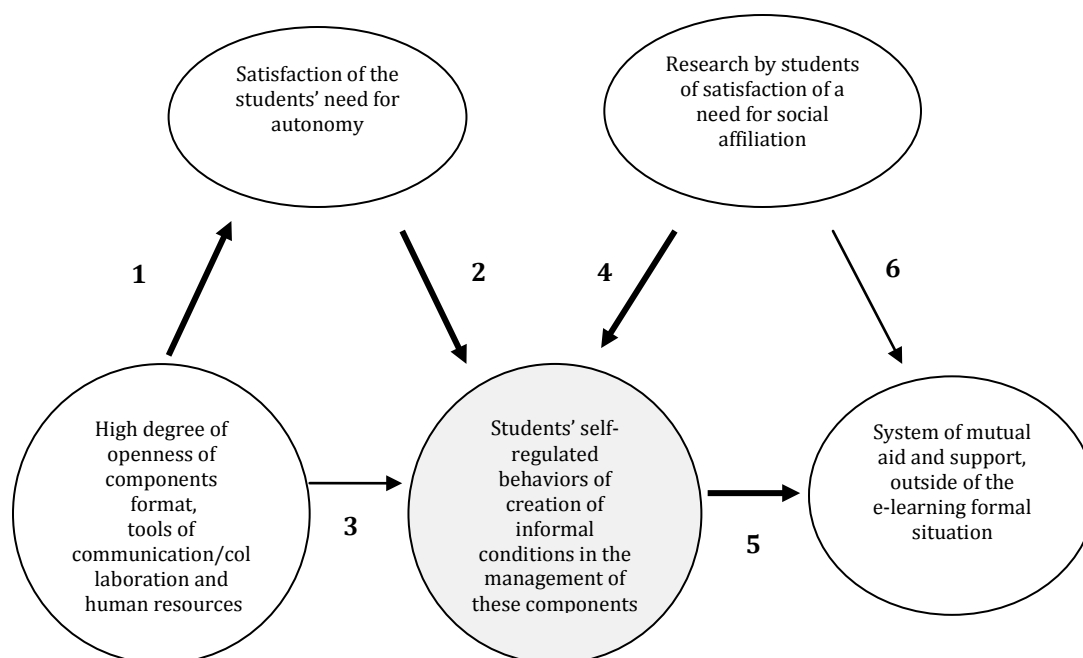 Satisfaction of the
students’ need for
autonomy
Research by students
of satisfaction of a
need for social
affiliation
1
2
4
6
High degree of
openness of
components
format,
tools of
communication/col
laboration and
human resources
3
Students’ self-
regulated
behaviors of
creation of
informal
conditions in the
management of
these components
5
System of mutual
aid and support,
outside of the
e-learning formal
situation